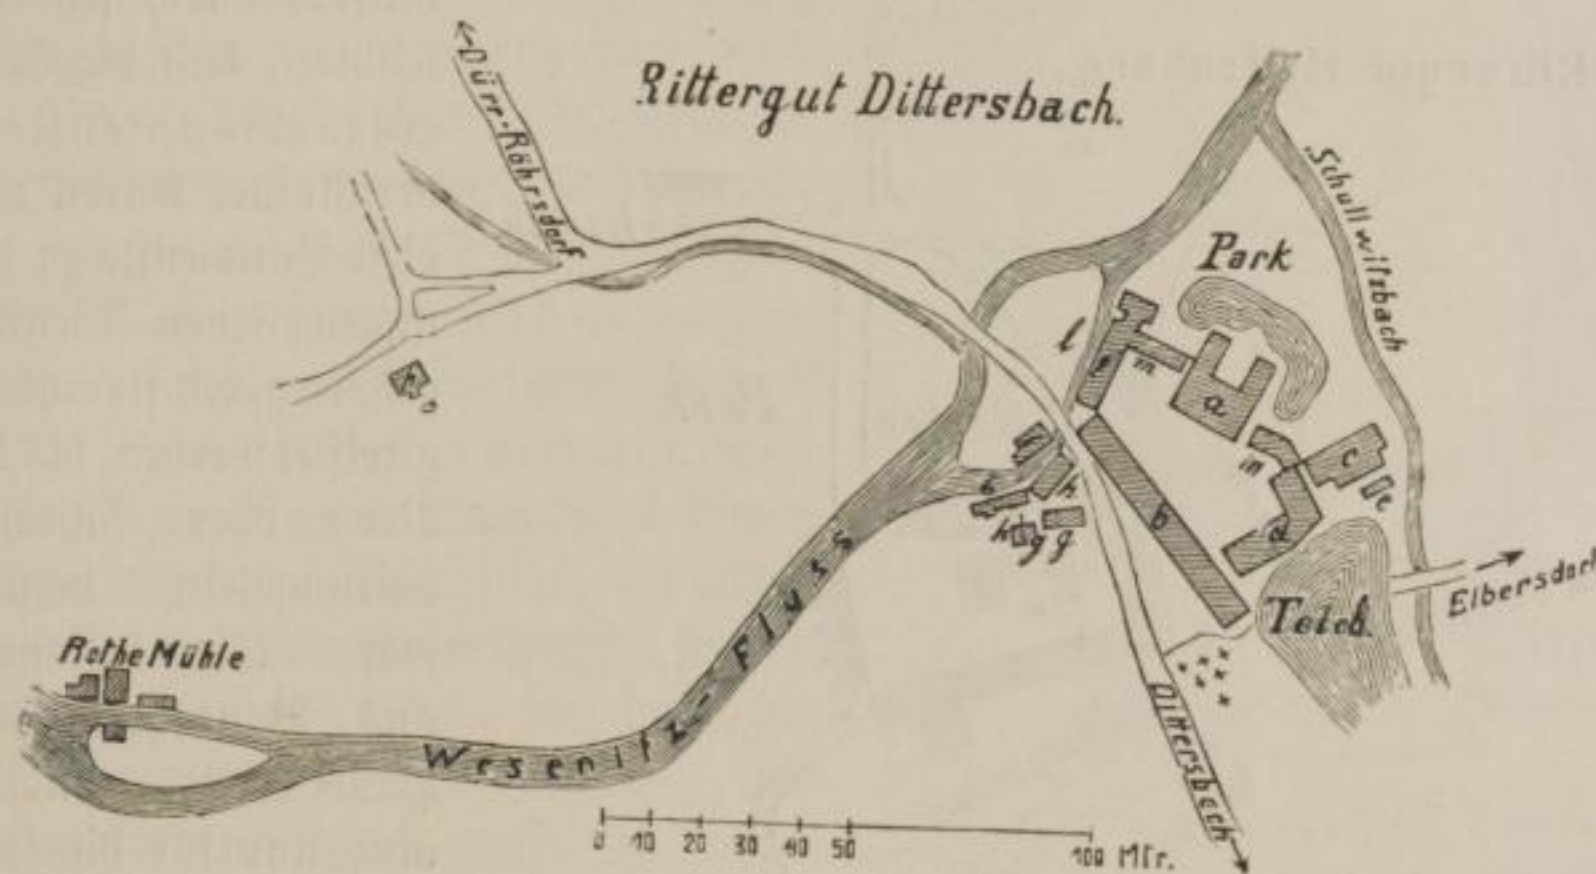 Rittergut Dittersbach.
Dürr-Röhrsdorf
Schullwitzbach
Park
l
l
m
a
m
c
e
d
b
h
g
g
Teich.
Elbersdorf
Rothe Mühle
Wesenitz-Fluss
Dittersbach
0 10 20 30 40 50 100 Mtr.